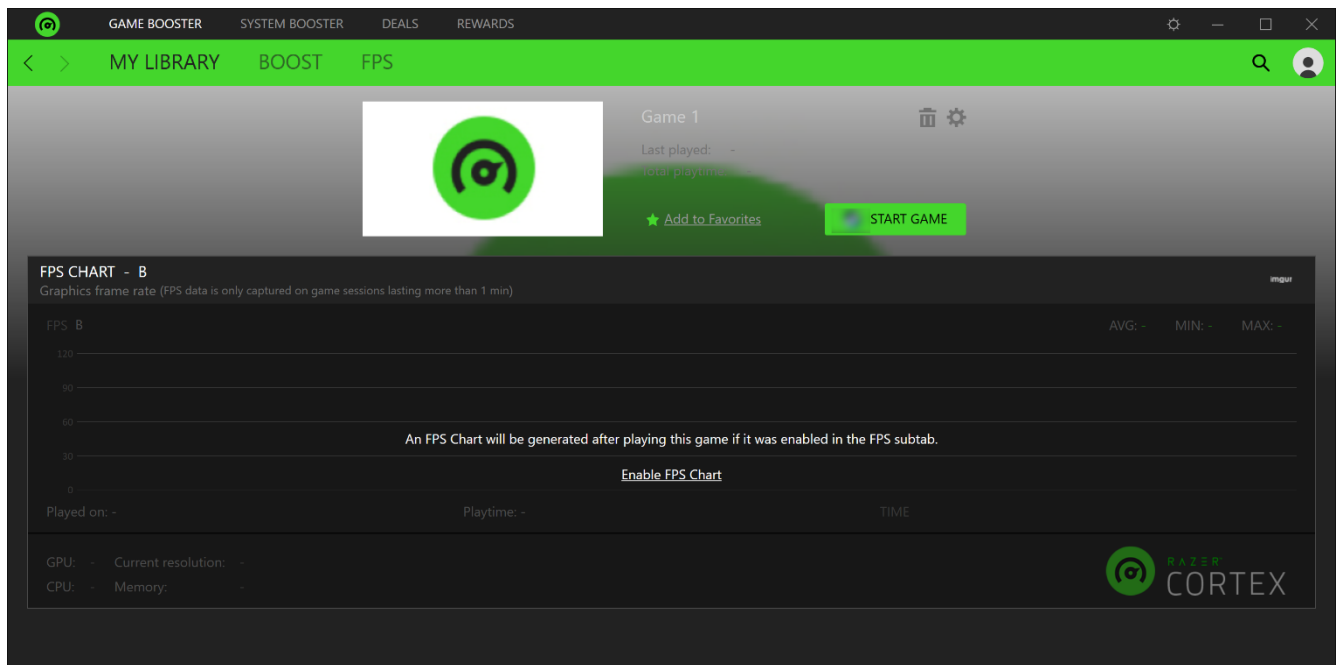 GAME BOOSTER SYSTEM BOOSTER DEALS REWARDS
MY LIBRARY BOOST FPS
Game 1
Last played: -
Total playtime: -
Add to Favorites START GAME
FPS CHART - B
Graphics frame rate (FPS data is only captured on game sessions lasting more than 1 min)
imgur
FPS B AVG: - MIN: - MAX: -
120
90
60
An FPS Chart will be generated after playing this game if it was enabled in the FPS subtab.
30
Enable FPS Chart
0
Played on: - Playtime: - TIME
GPU: - Current resolution: -
CPU: - Memory: -
RAZER
CORTEX